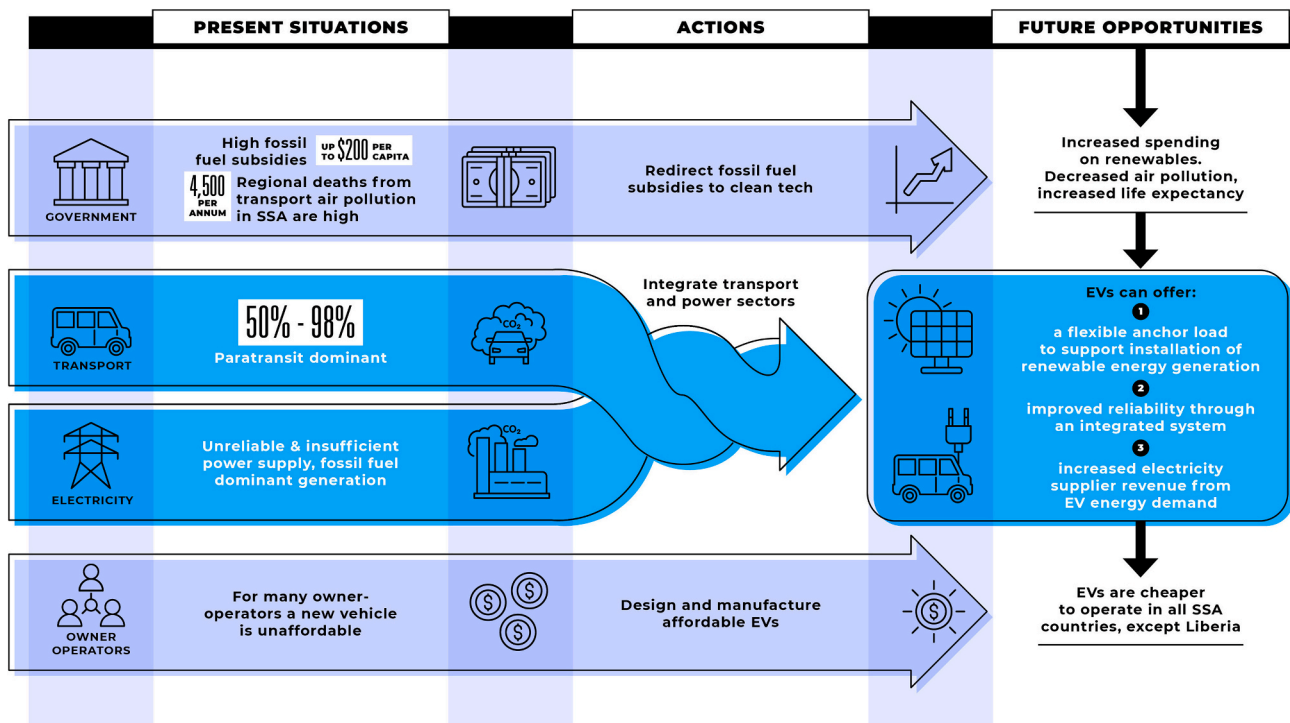 PRESENT SITUATIONS
ACTIONS
FUTURE OPPORTUNITIES
GOVERNMENT
High fossil
fuel subsidies
UP TO $200 PER CAPITA
4,500 PER ANNUM
Regional deaths from
transport air pollution
in SSA are high
Redirect fossil fuel
subsidies to clean tech
Increased spending
on renewables.
Decreased air pollution,
increased life expectancy
TRANSPORT
50% - 98%
Paratransit dominant
CO₂
Integrate transport
and power sectors
ELECTRICITY
Unreliable & insufficient
power supply, fossil fuel
dominant generation
CO₂
EVs can offer:
1
a flexible anchor load
to support installation of
renewable energy generation
2
improved reliability through
an integrated system
3
increased electricity
supplier revenue from
EV energy demand
OWNER
OPERATORS
For many owner-
operators a new vehicle
is unaffordable
$
$
$
$
Design and manufacture
affordable EVs
$
EVs are cheaper
to operate in all SSA
countries, except Liberia